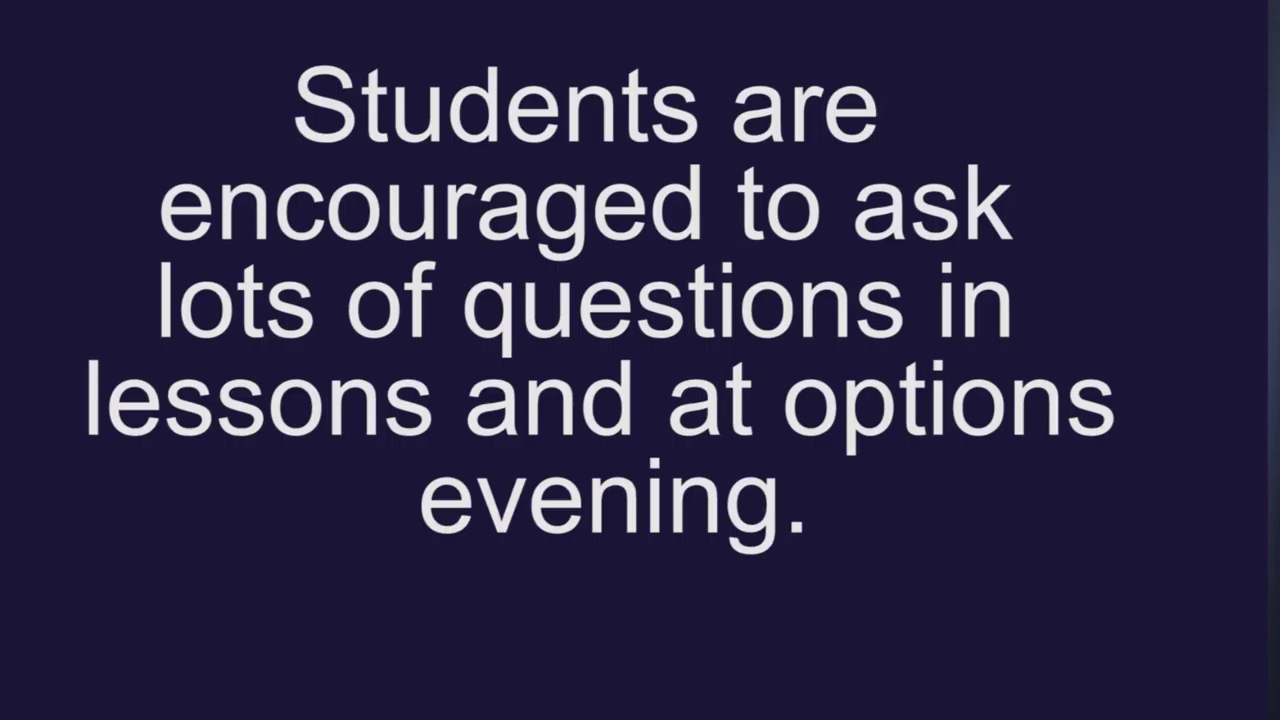 Students are
encouraged to ask
lots of questions in
lessons and at options
evening.